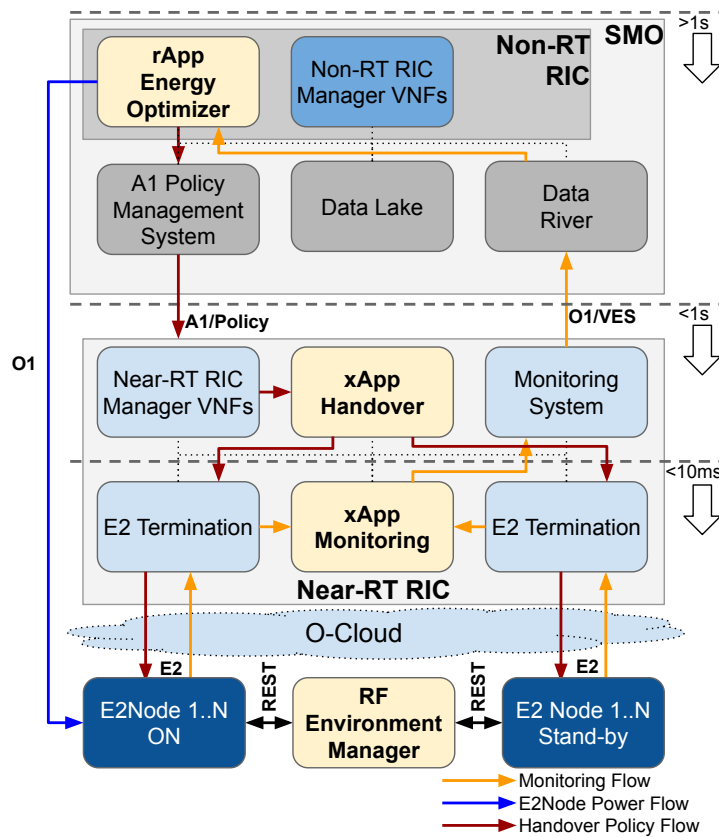 >1s
SMO
Non-RT
RIC
rApp
Energy
Optimizer
Non-RT RIC
Manager VNFs
A1 Policy
Management
System
Data Lake
Data
River
A1/Policy
O1/VES
<1s
O1
Near-RT RIC
Manager VNFs
xApp
Handover
Monitoring
System
<10ms
E2 Termination
xApp
Monitoring
E2 Termination
Near-RT RIC
O-Cloud
E2
REST
REST
E2
E2Node 1..N
ON
RF
Environment
Manager
E2 Node 1..N
Stand-by
Monitoring Flow
E2Node Power Flow
Handover Policy Flow